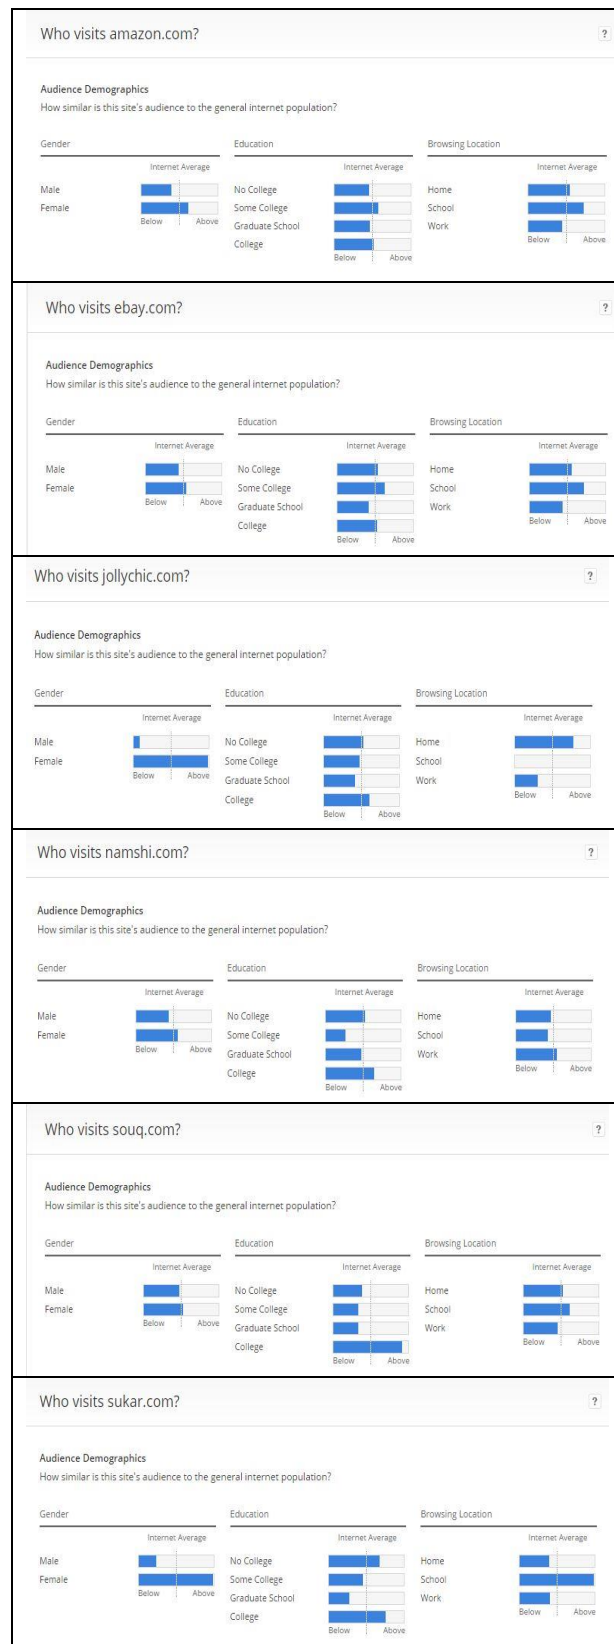 Who visits amazon.com?
?
Audience Demographics
How similar is this site's audience to the general internet population?
Gender Education Browsing Location
Internet Average Internet Average Internet Average
Male No College Home
Female Some College School
Below Above Graduate School Work
College Below Above
Below Above
Who visits ebay.com?
?
Audience Demographics
How similar is this site's audience to the general internet population?
Gender Education Browsing Location
Internet Average Internet Average Internet Average
Male No College Home
Female Some College School
Below Above Graduate School Work
College Below Above
Below Above
Who visits jollychic.com?
?
Audience Demographics
How similar is this site's audience to the general internet population?
Gender Education Browsing Location
Internet Average Internet Average Internet Average
Male No College Home
Female Some College School
Below Above Graduate School Work
College Below Above
Below Above
Who visits namshi.com?
?
Audience Demographics
How similar is this site's audience to the general internet population?
Gender Education Browsing Location
Internet Average Internet Average Internet Average
Male No College Home
Female Some College School
Below Above Graduate School Work
College Below Above
Below Above
Who visits souq.com?
?
Audience Demographics
How similar is this site's audience to the general internet population?
Gender Education Browsing Location
Internet Average Internet Average Internet Average
Male No College Home
Female Some College School
Below Above Graduate School Work
College Below Above
Below Above
Who visits sukar.com?
?
Audience Demographics
How similar is this site's audience to the general internet population?
Gender Education Browsing Location
Internet Average Internet Average Internet Average
Male No College Home
Female Some College School
Below Above Graduate School Work
College Below Above
Below Above